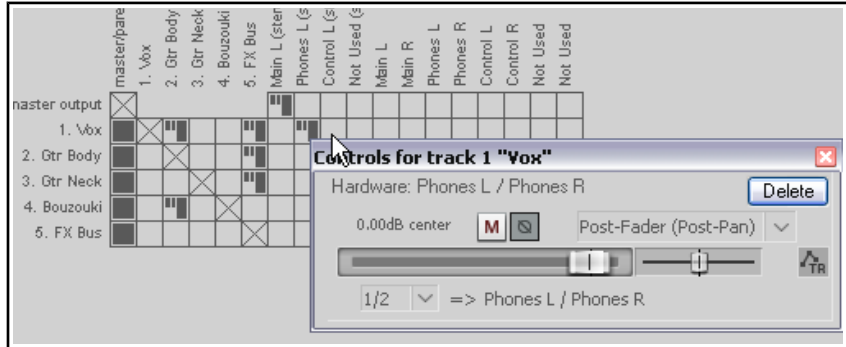 master/pare
1. Vox
2. Gtr Body
3. Gtr Neck
4. Bouzouki
5. FX Bus
Main L (ster
Phones L (s
Control L (s
Not Used (s
Main L
Main R
Phones L
Phones R
Control L
Control R
Not Used
Not Used
naster output
1. Vox
2. Gtr Body
3. Gtr Neck
4. Bouzouki
5. FX Bus
Controls for track 1 "Vox"
Hardware: Phones L / Phones R
Delete
0.00dB center
M
Post-Fader (Post-Pan)
TR
1/2
=> Phones L / Phones R